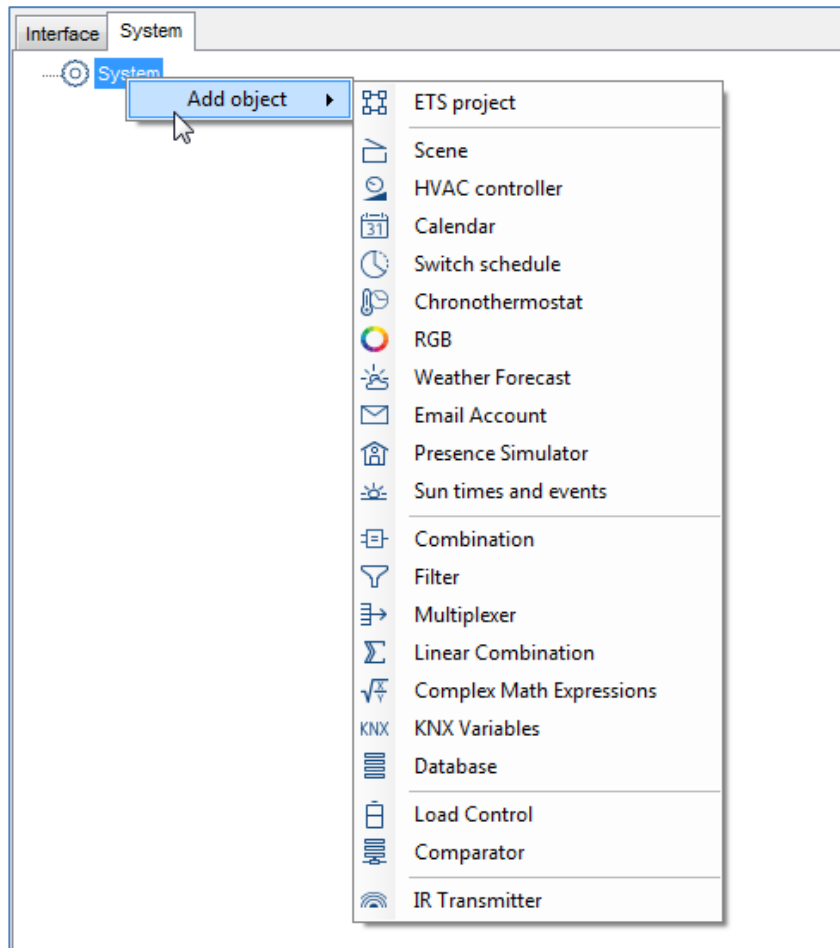 Interface System
System
Add object
ETS project
Scene
HVAC controller
31 Calendar
Switch schedule
Chronothermostat
RGB
Weather Forecast
Email Account
Presence Simulator
Sun times and events
Combination
Filter
Multiplexer
Σ Linear Combination
√X/Y Complex Math Expressions
KNX KNX Variables
Database
Load Control
Comparator
IR Transmitter